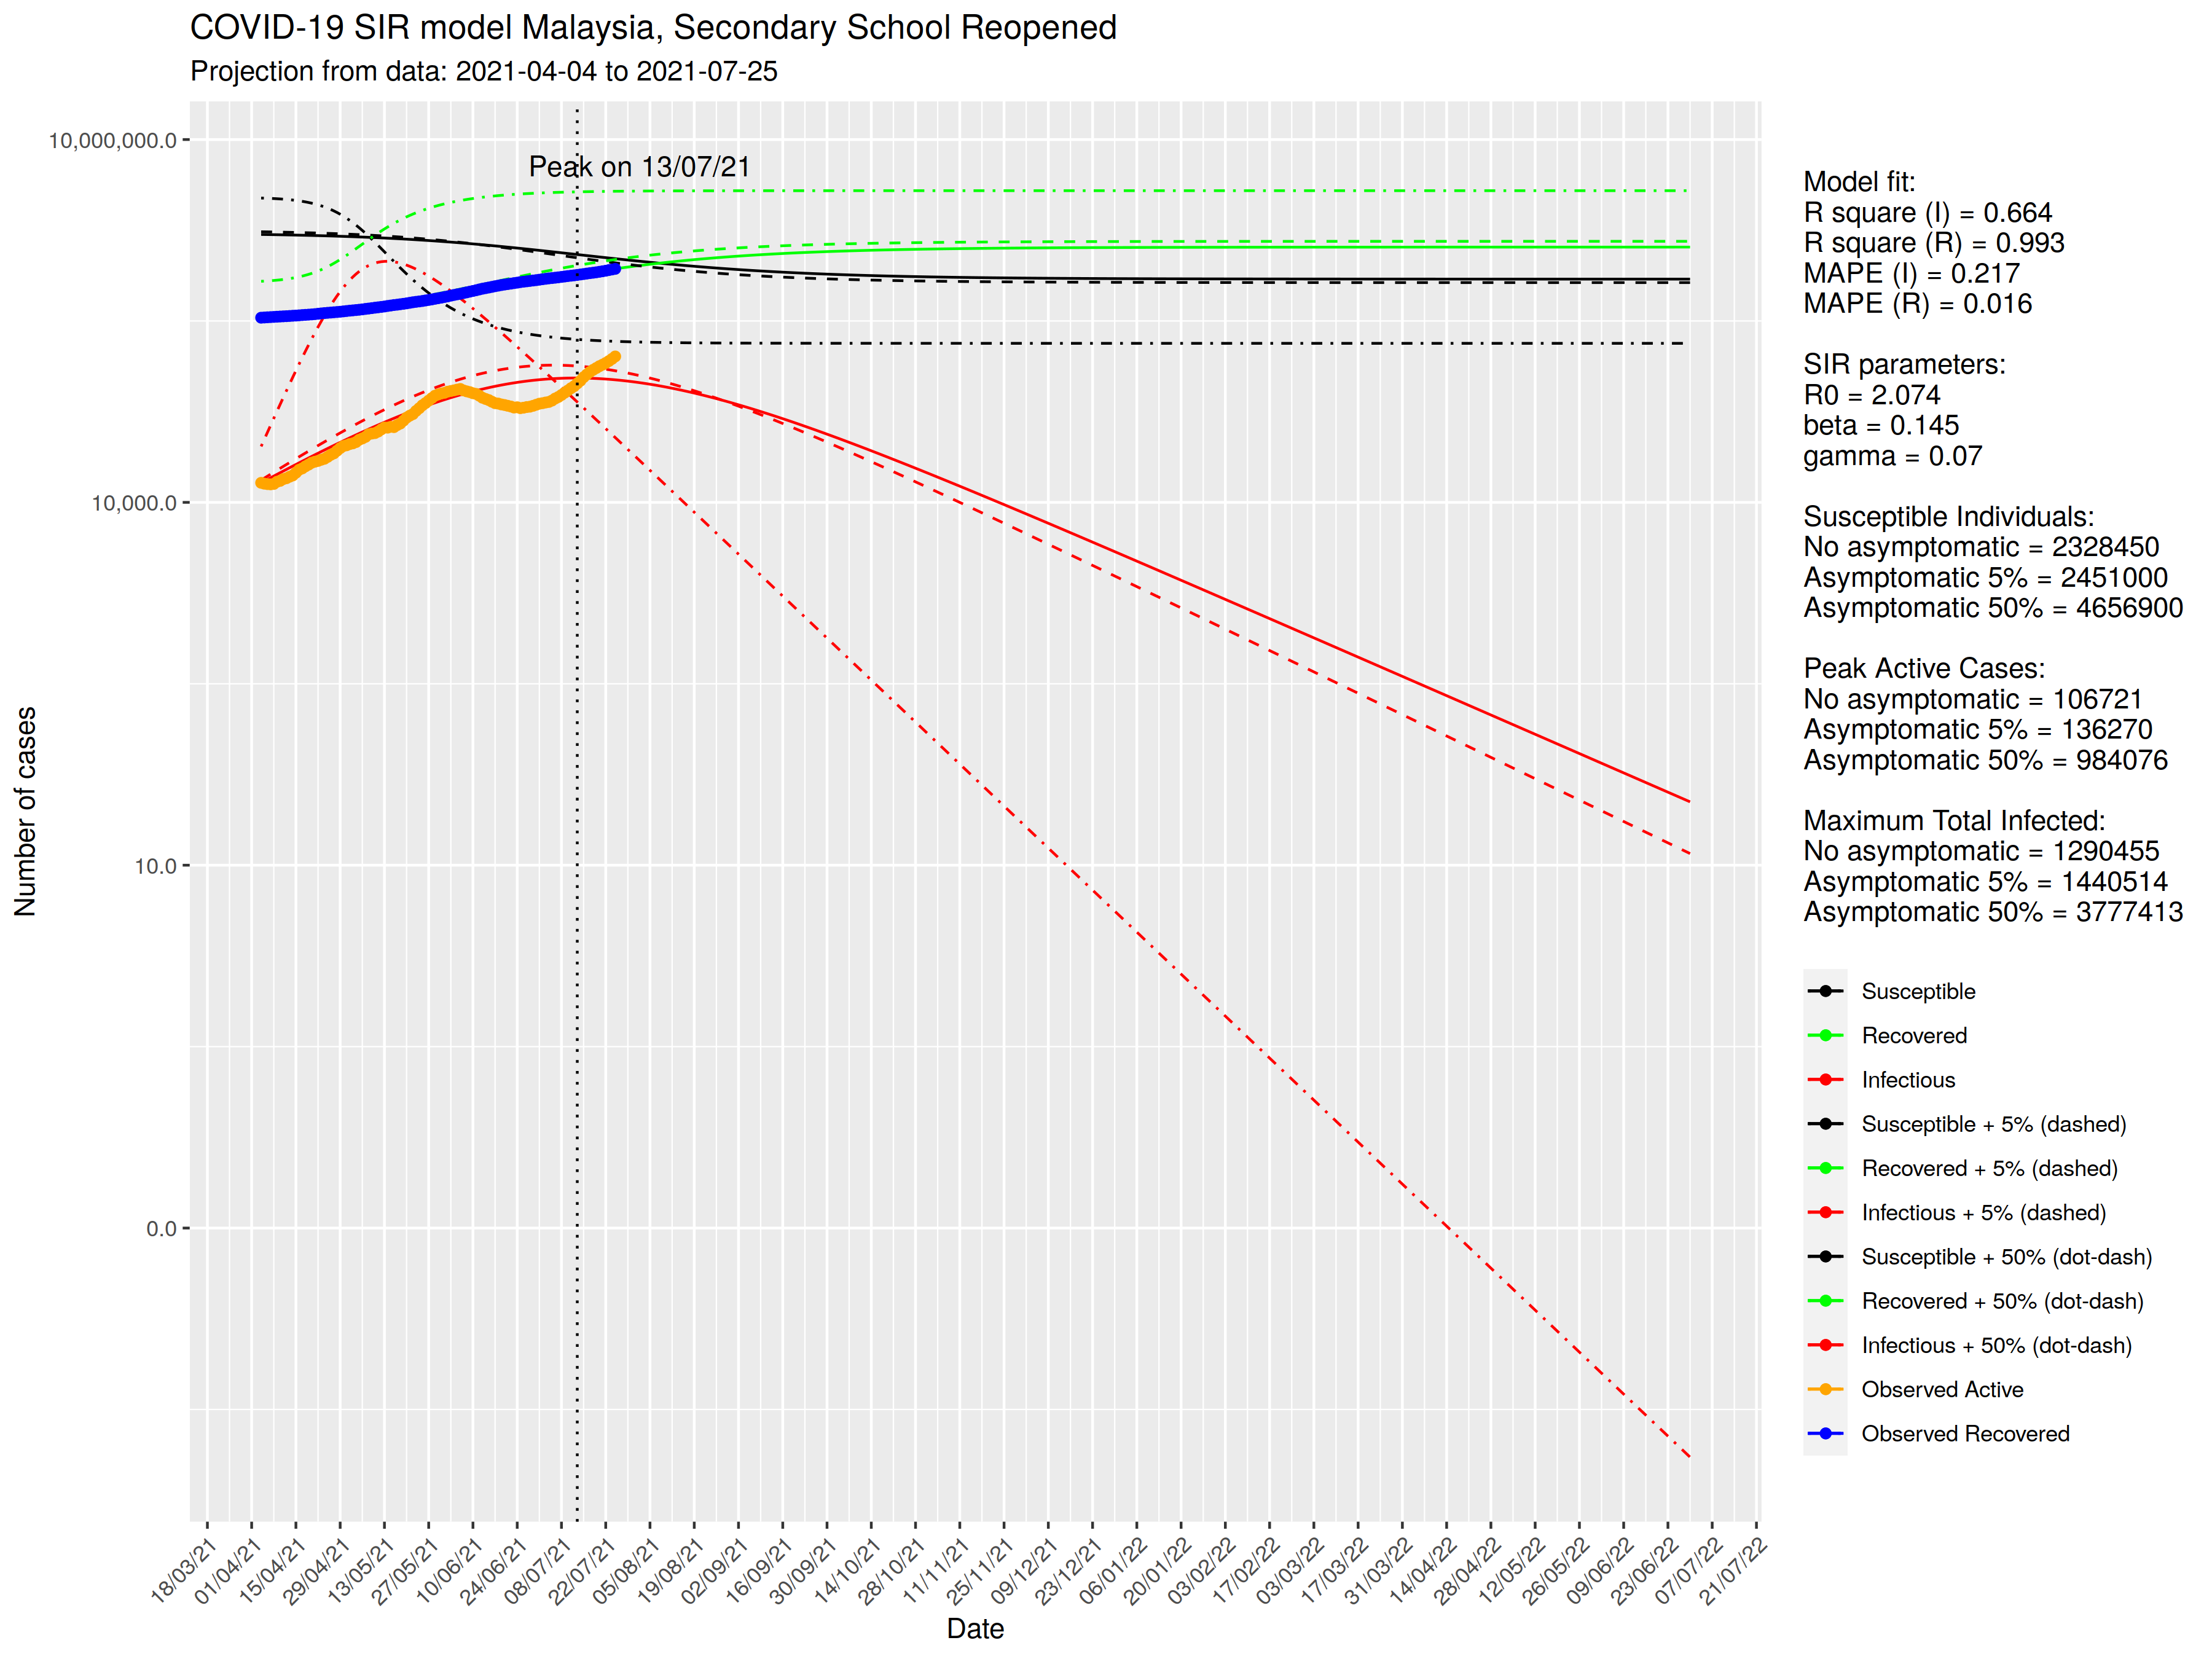 COVID-19 SIR model Malaysia, Secondary School Reopened
Projection from data: 2021-04-04 to 2021-07-25
Peak on 13/07/21
10,000,000.0
10,000.0
10.0
0.0
Number of cases
18/03/21
01/04/21
15/04/21
29/04/21
13/05/21
27/05/21
10/06/21
24/06/21
08/07/21
22/07/21
05/08/21
19/08/21
02/09/21
16/09/21
30/09/21
14/10/21
28/10/21
11/11/21
25/11/21
09/12/21
23/12/21
06/01/22
20/01/22
03/02/22
17/02/22
03/03/22
17/03/22
31/03/22
14/04/22
28/04/22
12/05/22
26/05/22
09/06/22
23/06/22
07/07/22
21/07/22
Date
Model fit:
R square (I) = 0.664
R square (R) = 0.993
MAPE (I) = 0.217
MAPE (R) = 0.016
SIR parameters:
R0 = 2.074
beta = 0.145
gamma = 0.07
Susceptible Individuals:
No asymptomatic = 2328450
Asymptomatic 5% = 2451000
Asymptomatic 50% = 4656900
Peak Active Cases:
No asymptomatic = 106721
Asymptomatic 5% = 136270
Asymptomatic 50% = 984076
Maximum Total Infected:
No asymptomatic = 1290455
Asymptomatic 5% = 1440514
Asymptomatic 50% = 3777413
Susceptible
Recovered
Infectious
Susceptible + 5% (dashed)
Recovered + 5% (dashed)
Infectious + 5% (dashed)
Susceptible + 50% (dot-dash)
Recovered + 50% (dot-dash)
Infectious + 50% (dot-dash)
Observed Active
Observed Recovered